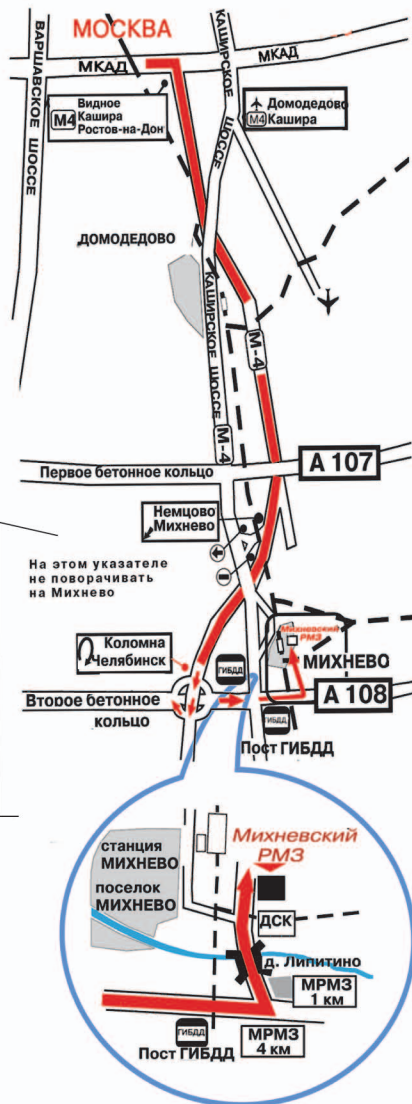 МОСКВА
МКАД
МКАД
ВАРШАВСКОЕ ШОССЕ
КАШИРСКОЕ
ШОССЕ
М4
Видное
Кашира
Ростов-на-Дон
Домодедово
М4 Кашира
ДОМОДЕДОВО
КАШИРСКОЕ ШОССЕ
М-4
М-4
Первое бетонное кольцо
А 107
Немцово
Михнево
На этом указателе
не поворачивать
на Михнево
Михневский
РМЗ
МИХНЕВО
Коломна
Челябинск
ГИБДД
Второе бетонное
кольцо
А 108
ГИБДД
Пост ГИБДД
станция
МИХНЕВО
поселок
МИХНЕВО
Михневский
РМЗ
ДСК
д. Липитино
МРМЗ
1 км
ГИБДД
Пост ГИБДД
МРМЗ
4 км